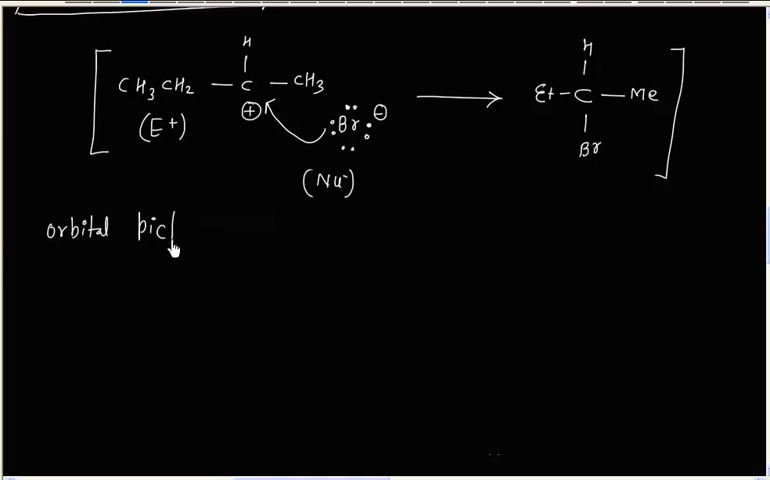 H
CH3CH2 — C — CH3
⊕
(E+)
:Br: ⊖
(Nu-)
H
Et — C — Me
Br
orbital pic